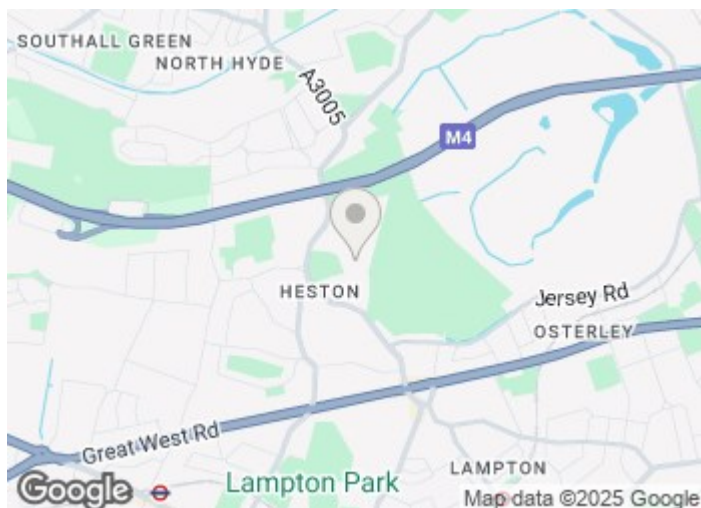 SOUTHALL GREEN
NORTH HYDE
A3005
M4
HESTON
Jersey Rd
OSTERLEY
Great West Rd
LAMPTON
Lampton Park
Google
Map data ©2025 Google